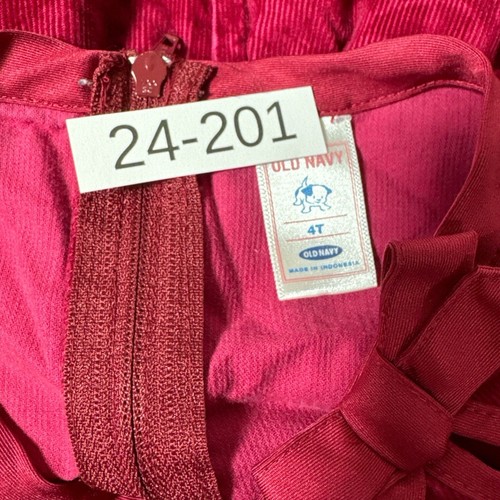 24-201
OLD NAVY
4T
OLD NAVY
MADE IN INDONESIA